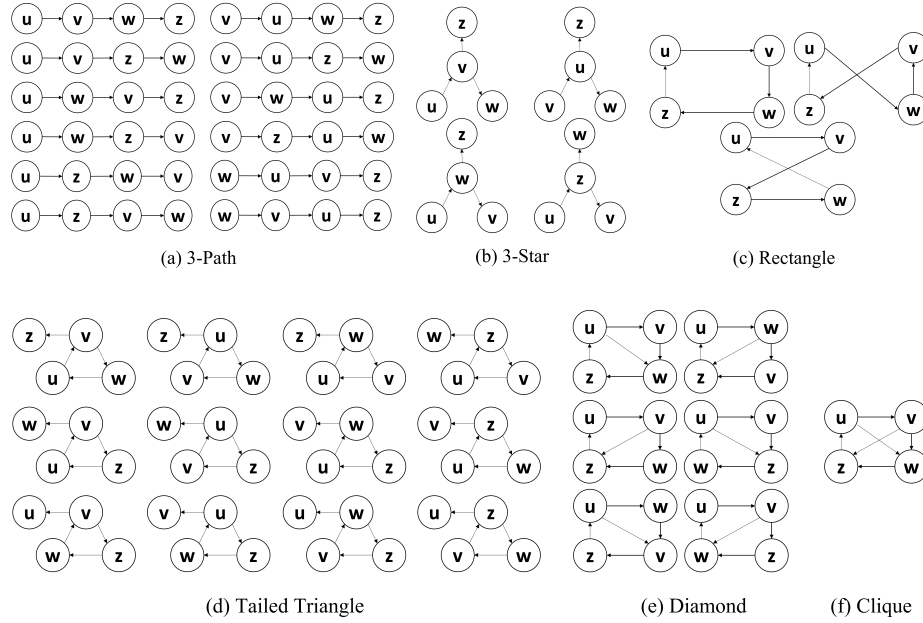 u v w z v u w z
u v z w v u z w
u w v z v w u z
u w z v v z u w
u z w v w u v z
u z v w w v u z
(a) 3-Path
z z
v u
u w v w
z w
w z
u v u v
(b) 3-Star
u v u v
z w z w
u v
z w
(c) Rectangle
z v z u z w w z
u w v w u v u v
w v w u v w v z
u z v z u z u w
u v v u u w u z
w z w z v z v w
(d) Tailed Triangle
u v u w
z w z v
u v u v
z w w z
u w u v
z v w z
(e) Diamond
u v
z w
(f) Clique